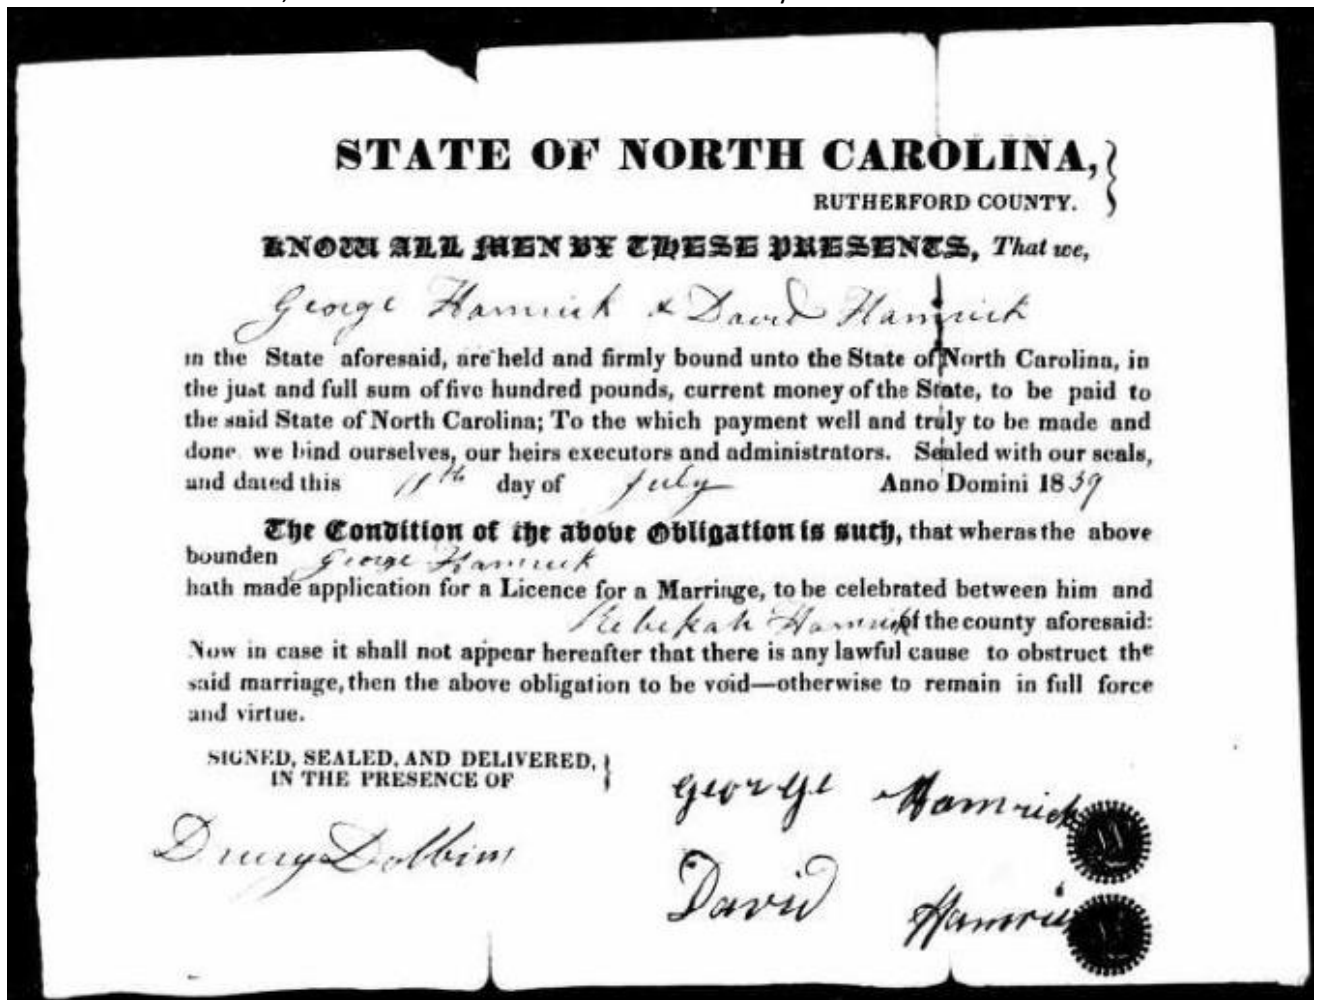 STATE OF NORTH CAROLINA,
RUTHERFORD COUNTY.
KNOW ALL MEN BY THESE PRESENTS, That we,
George Hamrick & David Hamrick
in the State aforesaid, are held and firmly bound unto the State of North Carolina, in
the just and full sum of five hundred pounds, current money of the State, to be paid to
the said State of North Carolina; To the which payment well and truly to be made and
done we bind ourselves, our heirs executors and administrators. Sealed with our seals,
and dated this 11th day of July Anno Domini 1839
The Condition of the above Obligation is such, that wheras the above
bounden George Hamrick
hath made application for a Licence for a Marriage, to be celebrated between him and
Rebekah Hamrick of the county aforesaid:
Now in case it shall not appear hereafter that there is any lawful cause to obstruct the
said marriage, then the above obligation to be void—otherwise to remain in full force
and virtue.
SIGNED, SEALED, AND DELIVERED,
IN THE PRESENCE OF
George Hamrick
Drury Dobbins
David Hamrick